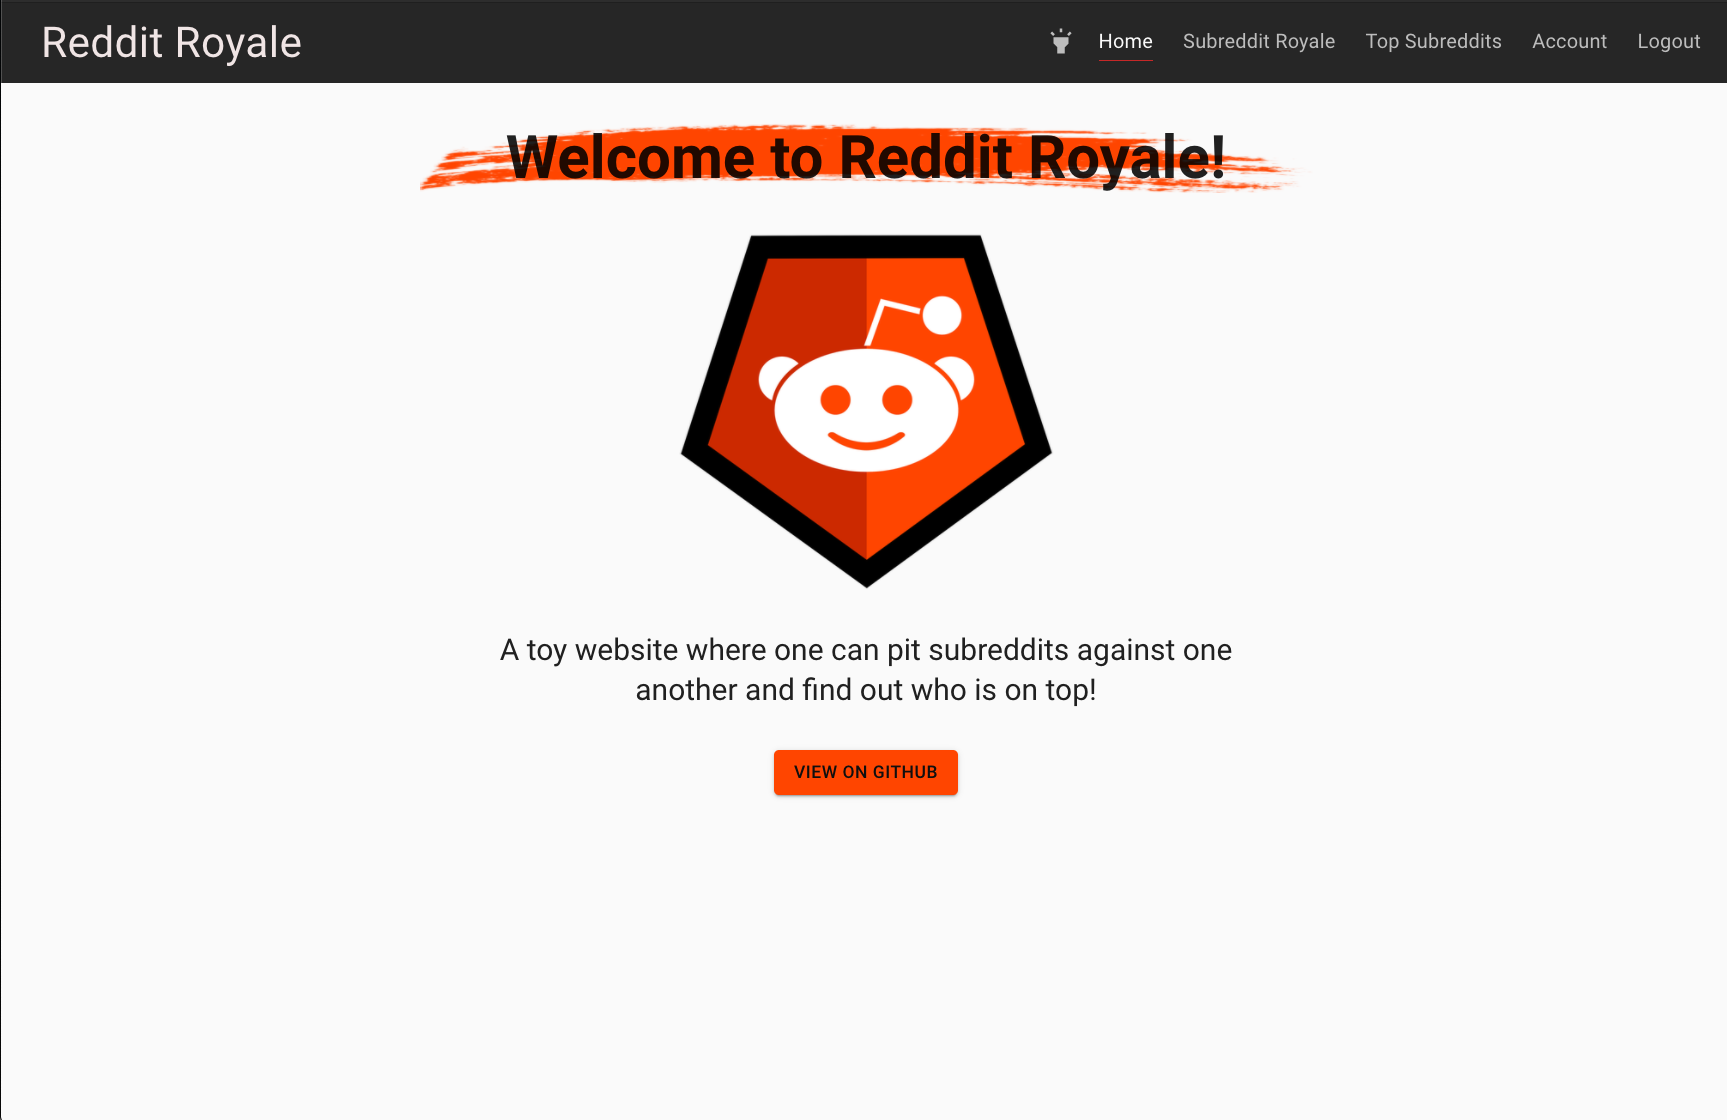 Reddit Royale
Home Subreddit Royale Top Subreddits Account Logout
Welcome to Reddit Royale!
A toy website where one can pit subreddits against one
another and find out who is on top!
VIEW ON GITHUB